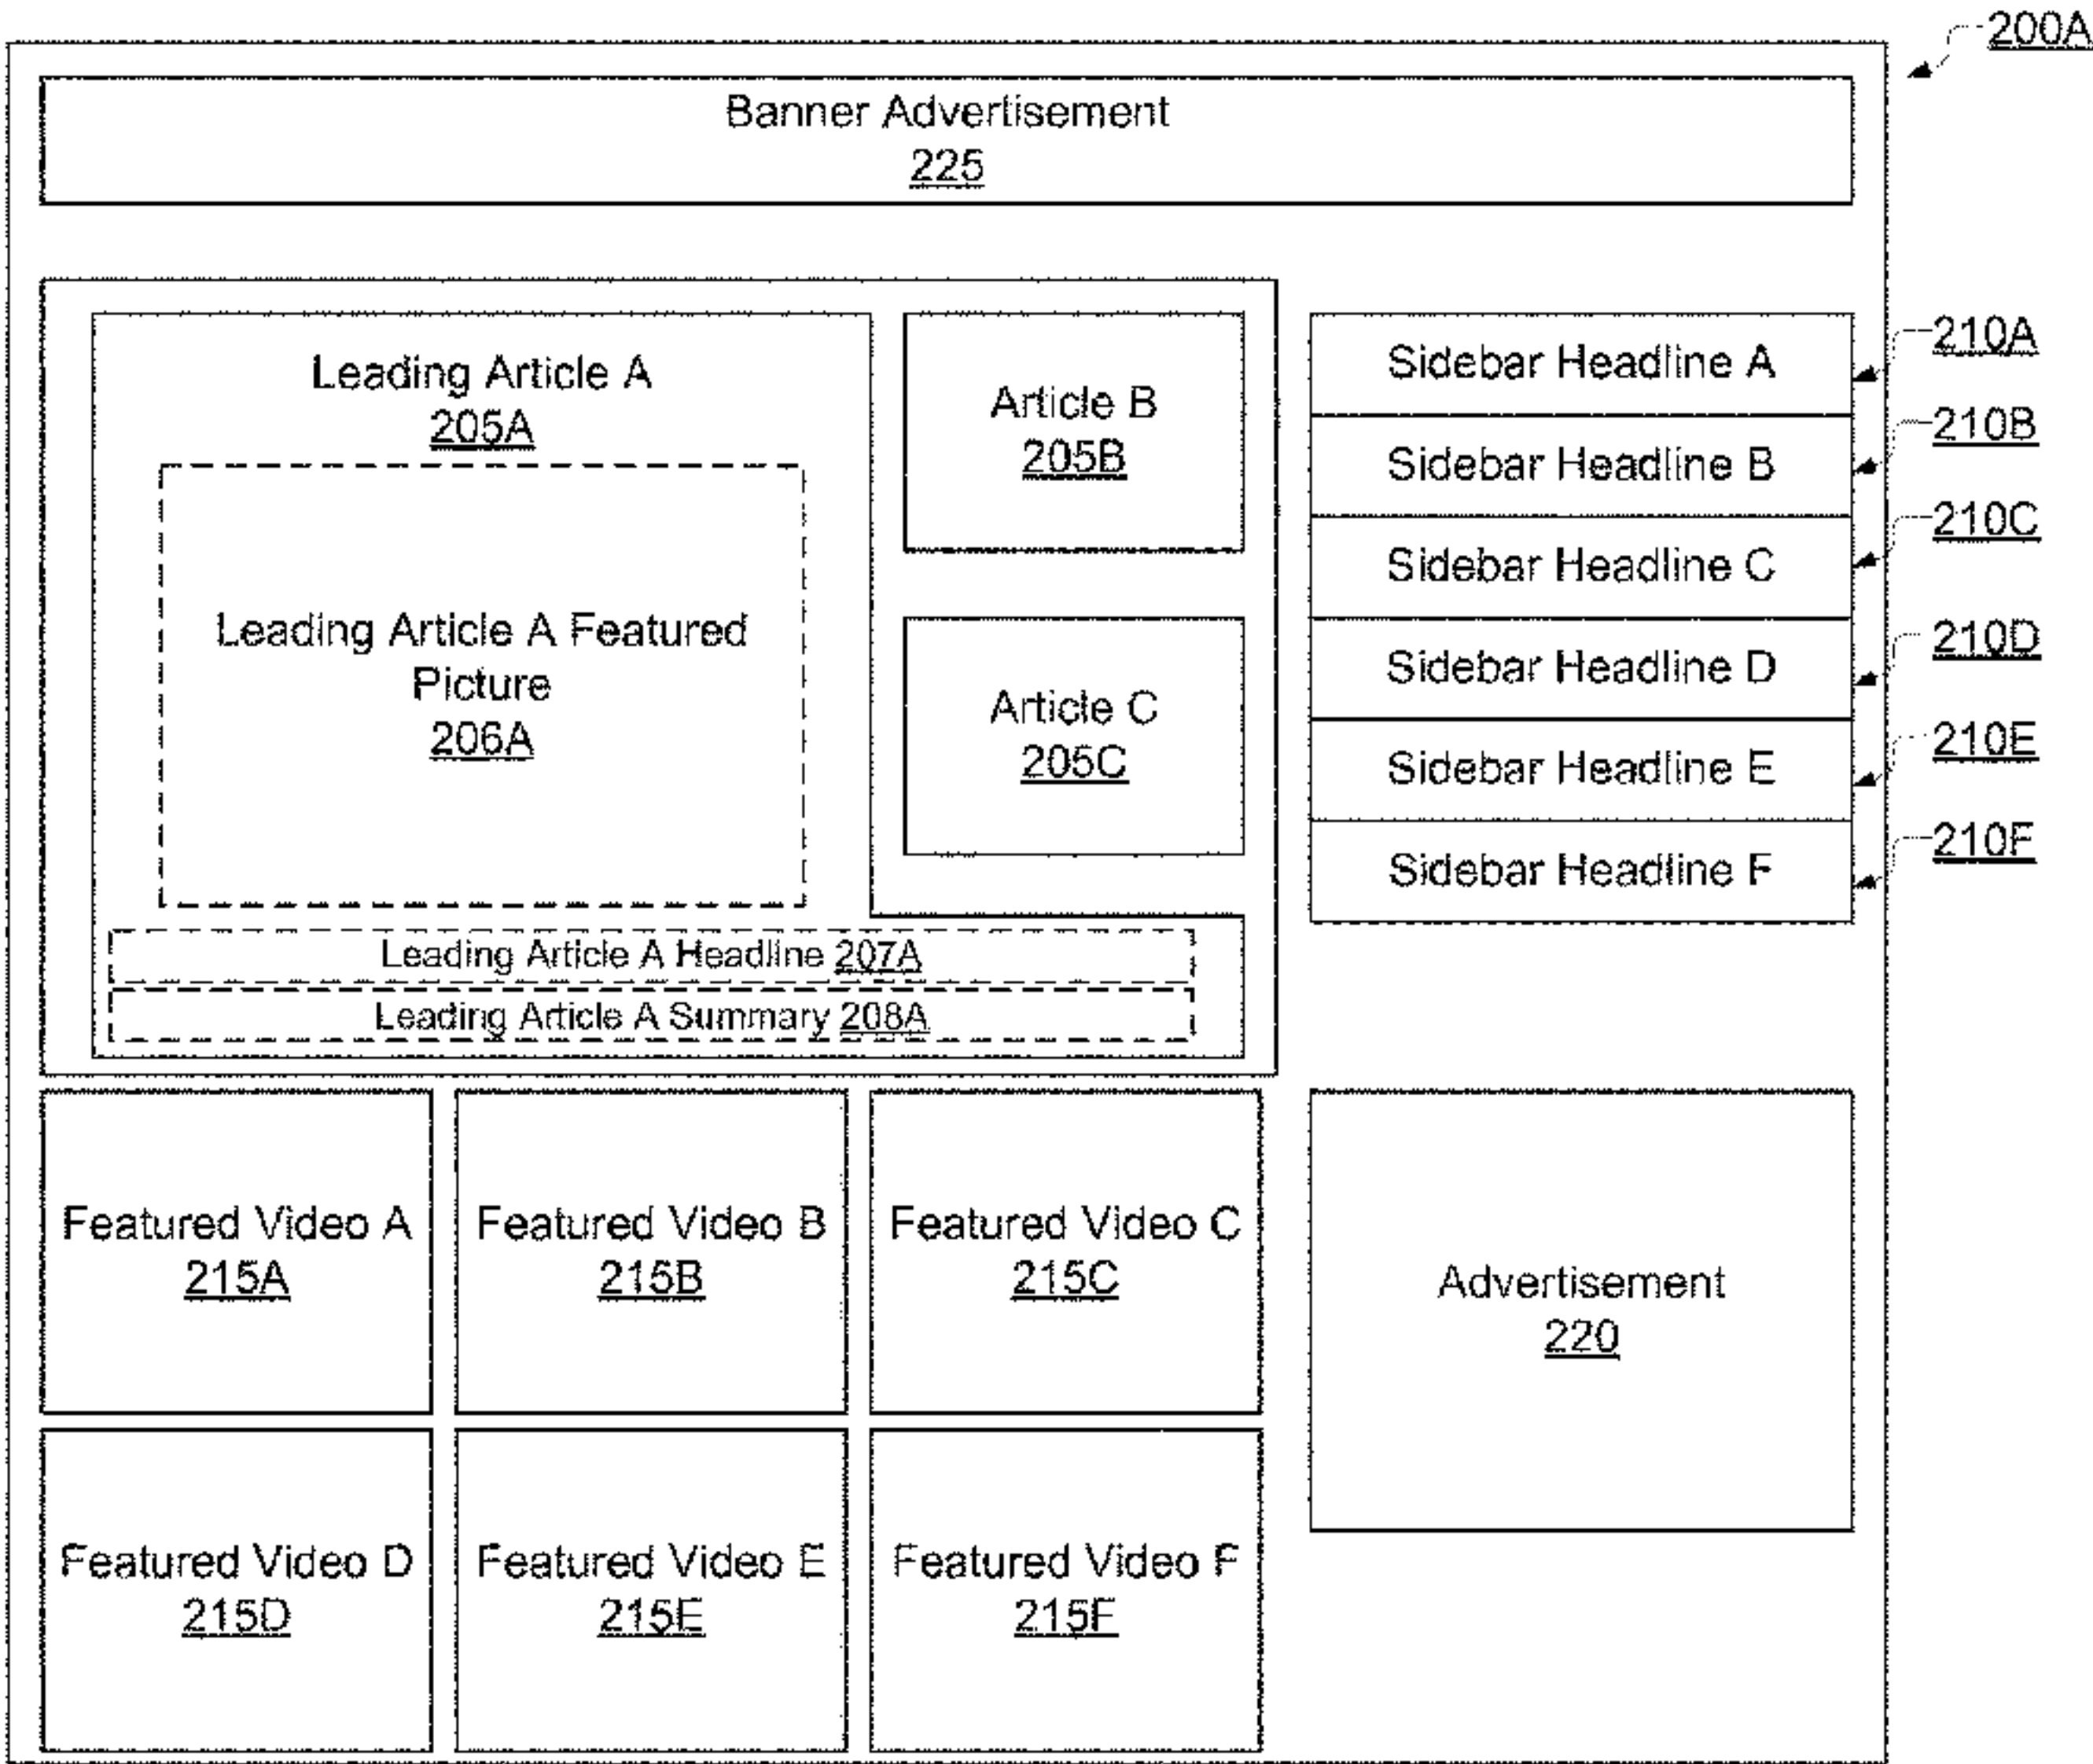 200A
Banner Advertisement
225
Leading Article A
205A
Leading Article A Featured
Picture
206A
Article B
205B
Article C
205C
Leading Article A Headline 207A
Leading Article A Summary 208A
Sidebar Headline A
210A
Sidebar Headline B
210B
Sidebar Headline C
210C
Sidebar Headline D
210D
Sidebar Headline E
210E
Sidebar Headline F
210F
Featured Video A
215A
Featured Video B
215B
Featured Video C
215C
Advertisement
220
Featured Video D
215D
Featured Video E
215E
Featured Video F
215F